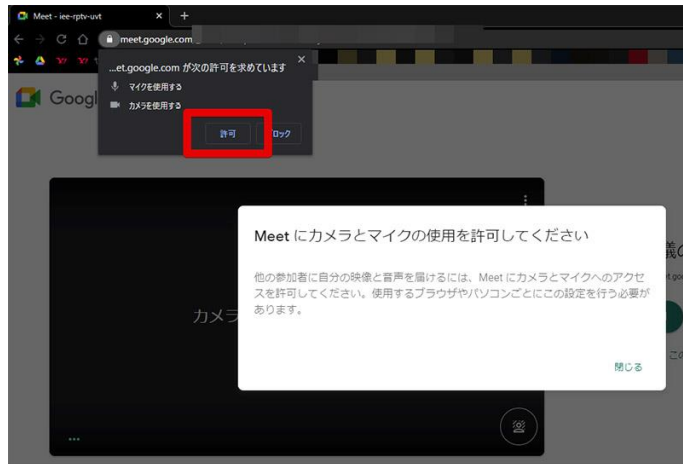 Meet - iee-rptv-uvt
meet.google.com
...et.google.com が次の許可を求めています
マイクを使用する
カメラを使用する
許可
ブロック
Googl
Meet にカメラとマイクの使用を許可してください
他の参加者に自分の映像と音声を届けるには、Meet にカメラとマイクへのアクセ
スを許可してください。使用するブラウザやパソコンごとにこの設定を行う必要が
あります。
閉じる
カメラ
議の
この